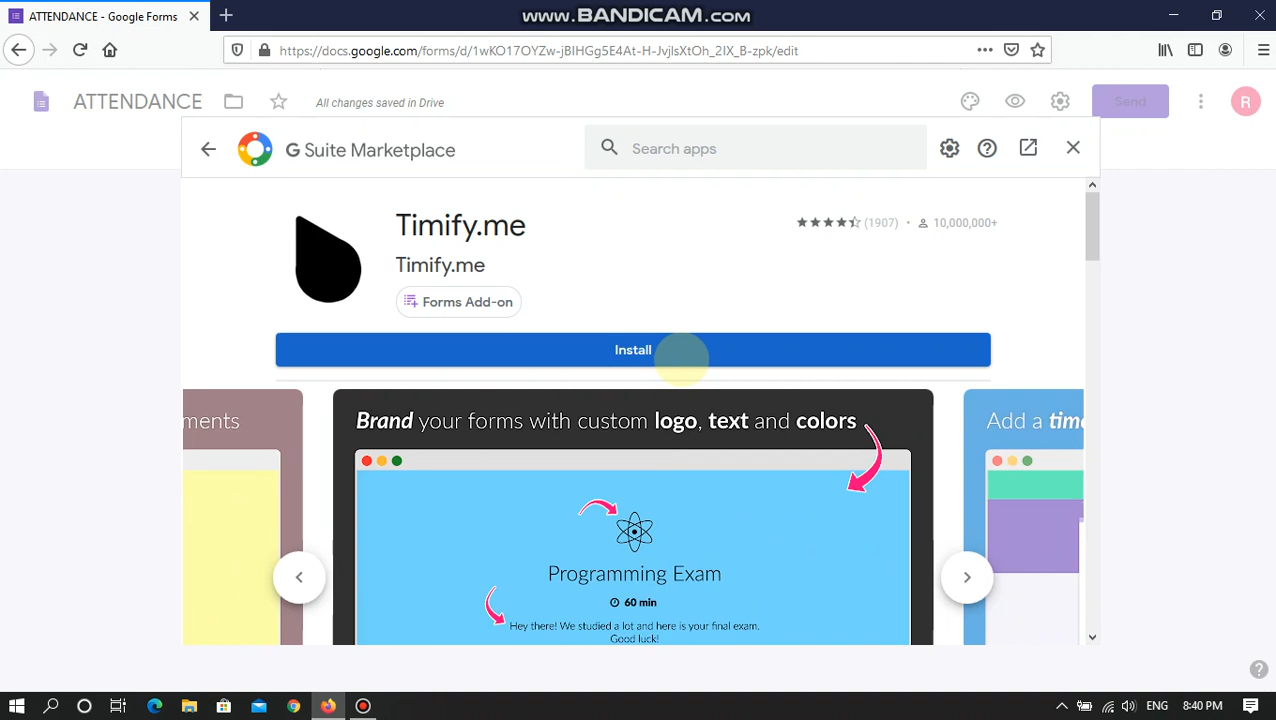 ATTENDANCE - Google Forms
www.BANDICAM.com
https://docs.google.com/forms/d/1wKO17OYZw-jBIHGg5E4At-H-JvjlsXtOh_2IX_B-zpk/edit
ATTENDANCE
All changes saved in Drive
Send
R
G Suite Marketplace
Search apps
Timify.me
(1907) • 10,000,000+
Timify.me
Forms Add-on
Install
ments
Brand your forms with custom logo, text and colors
Add a time
Programming Exam
60 min
Hey there! We studied a lot and here is your final exam.
Good luck!
ENG
8:40 PM